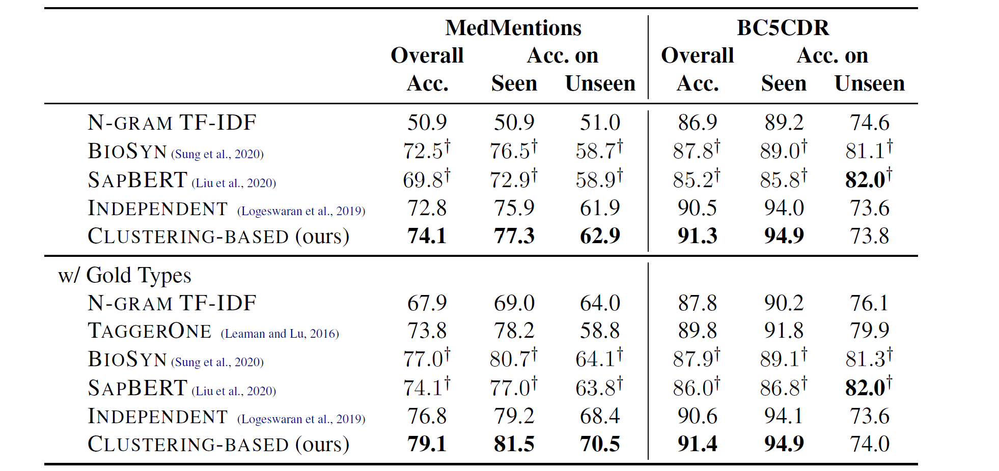 MedMentions BC5CDR
Overall Acc. on Overall Acc. on
Acc. Seen Unseen Acc. Seen Unseen
N-GRAM TF-IDF 50.9 50.9 51.0 86.9 89.2 74.6
BIOSYN (Sung et al., 2020) 72.5† 76.5† 58.7† 87.8† 89.0† 81.1†
SAPBERT (Liu et al., 2020) 69.8† 72.9† 58.9† 85.2† 85.8† 82.0†
INDEPENDENT (Logeswaran et al., 2019) 72.8 75.9 61.9 90.5 94.0 73.6
CLUSTERING-BASED (ours) 74.1 77.3 62.9 91.3 94.9 73.8
w/ Gold Types
N-GRAM TF-IDF 67.9 69.0 64.0 87.8 90.2 76.1
TAGGERONE (Leaman and Lu, 2016) 73.8 78.2 58.8 89.8 91.8 79.9
BIOSYN (Sung et al., 2020) 77.0† 80.7† 64.1† 87.9† 89.1† 81.3†
SAPBERT (Liu et al., 2020) 74.1† 77.0† 63.8† 86.0† 86.8† 82.0†
INDEPENDENT (Logeswaran et al., 2019) 76.8 79.2 68.4 90.6 94.1 73.6
CLUSTERING-BASED (ours) 79.1 81.5 70.5 91.4 94.9 74.0